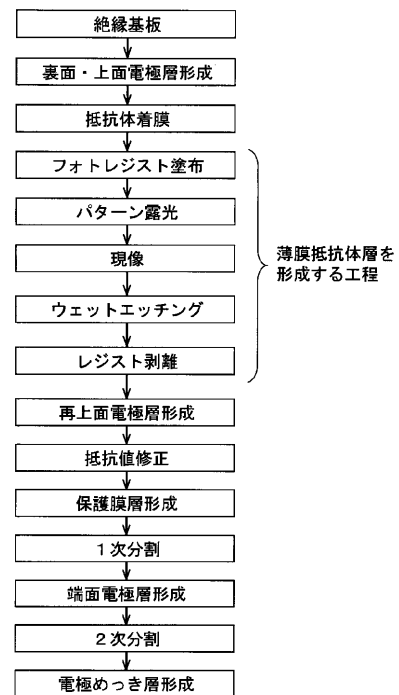 絶縁基板
裏面・上面電極層形成
抵抗体着膜
フォトレジスト塗布
パターン露光
現像
ウェットエッチング
レジスト剥離
薄膜抵抗体層を
形成する工程
再上面電極層形成
抵抗値修正
保護膜層形成
1次分割
端面電極層形成
2次分割
電極めっき層形成